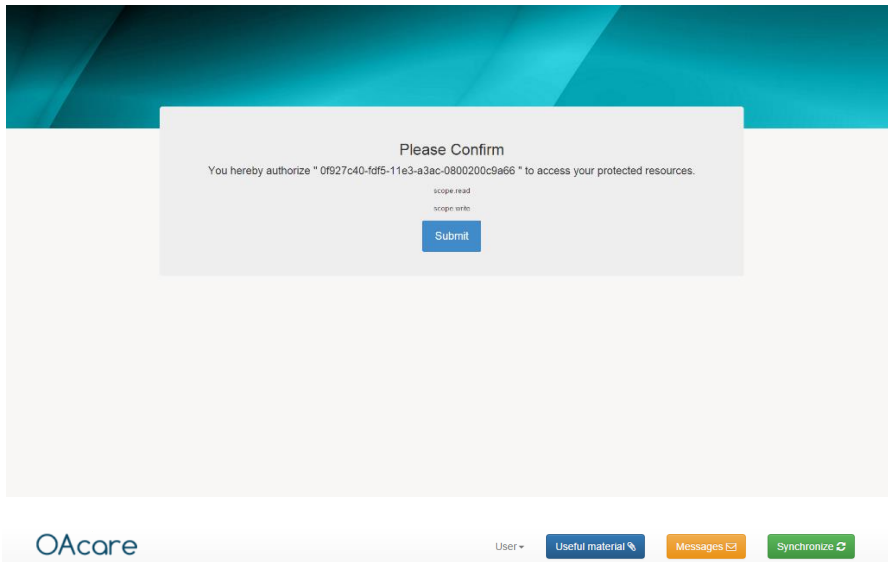 Please Confirm
You hereby authorize " 0f927c40-fdf5-11e3-a3ac-0800200c9a66 " to access your protected resources.
scope.read
scope.write
Submit
OAcare User Useful material Messages Synchronize